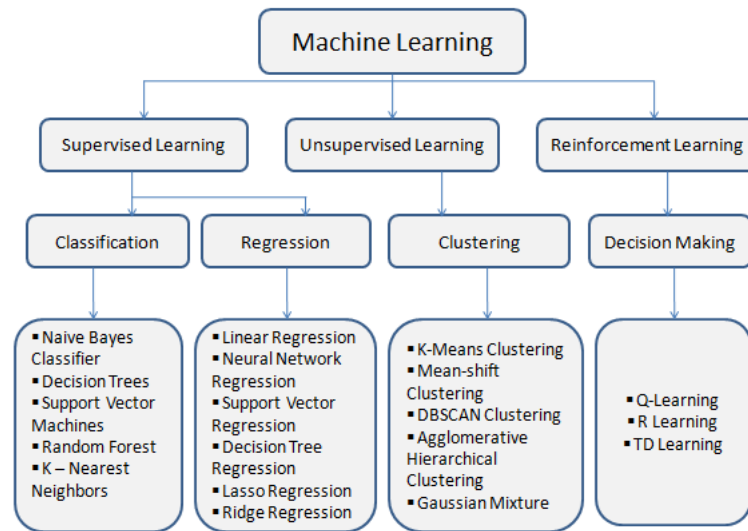 Machine Learning
Supervised Learning
Unsupervised Learning
Reinforcement Learning
Classification
Regression
Clustering
Decision Making
▪ Naive Bayes
Classifier
▪ Decision Trees
▪ Support Vector
Machines
▪ Random Forest
▪ K – Nearest
Neighbors
▪ Linear Regression
▪ Neural Network
Regression
▪ Support Vector
Regression
▪ Decision Tree
Regression
▪ Lasso Regression
▪ Ridge Regression
▪ K-Means Clustering
▪ Mean-shift
Clustering
▪ DBSCAN Clustering
▪ Agglomerative
Hierarchical
Clustering
▪ Gaussian Mixture
▪ Q-Learning
▪ R Learning
▪ TD Learning